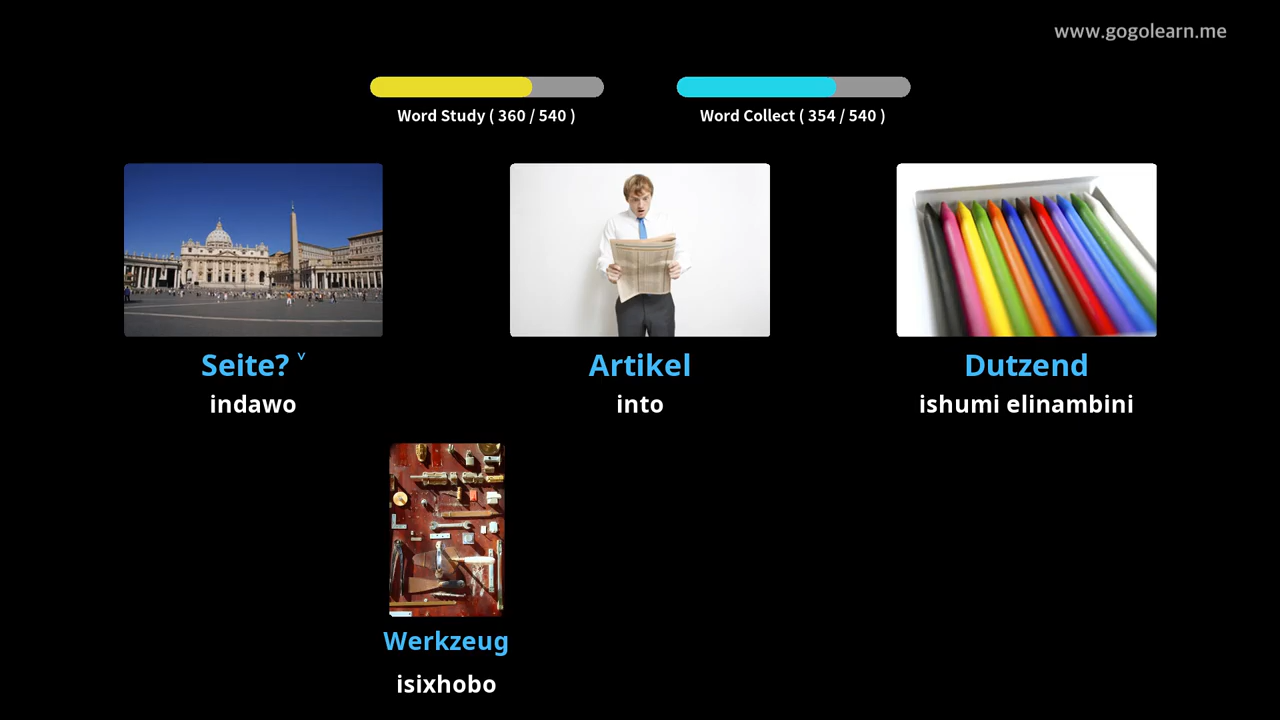 www.gogolearn.me
Word Study ( 360 / 540 )
Word Collect ( 354 / 540 )
Seite? ˅
Artikel
Dutzend
indawo
into
ishumi elinambini
Werkzeug
isixhobo